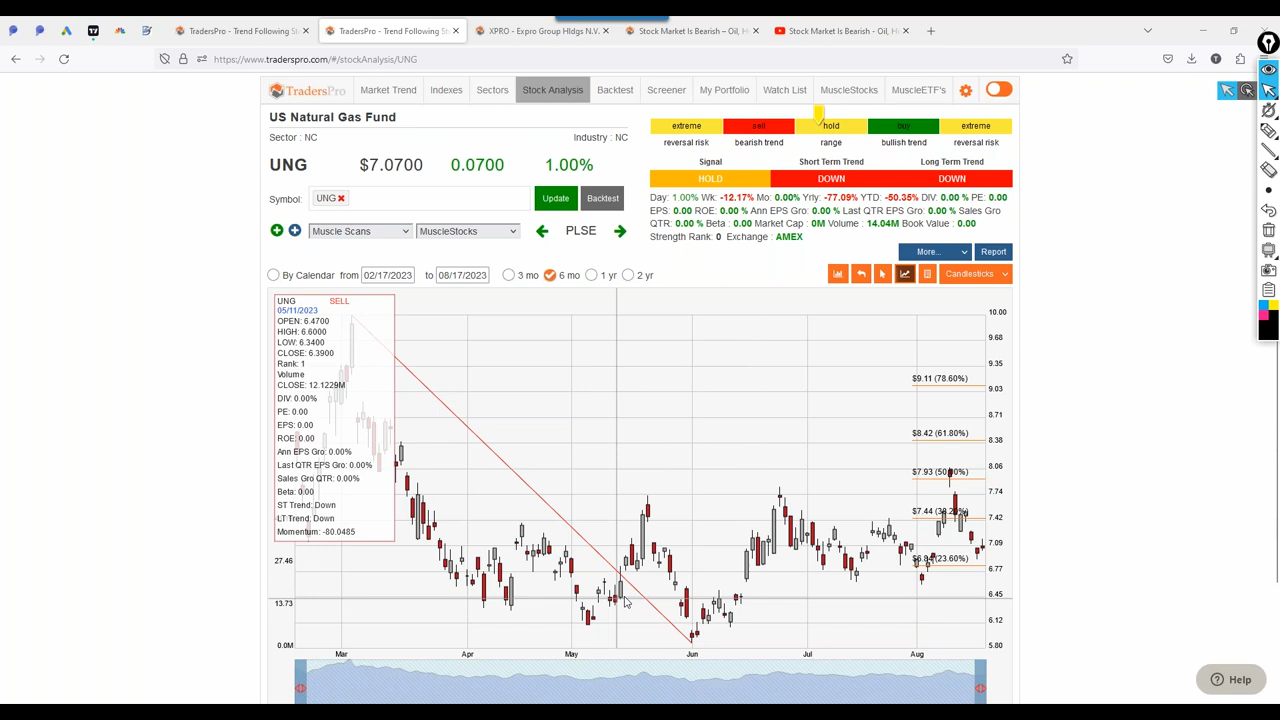 TradersPro - Trend Following St
TradersPro - Trend Following St
XPRO - Expro Group Hldgs N.V.
Stock Market Is Bearish – Oil, H
Stock Market Is Bearish - Oil, H
https://www.traderspro.com/#/stockAnalysis/UNG
TradersPro
Market Trend
Indexes
Sectors
Stock Analysis
Backtest
Screener
My Portfolio
Watch List
MuscleStocks
MuscleETF's
US Natural Gas Fund
Sector : NC
Industry : NC
UNG
$7.0700
0.0700
1.00%
extreme
sell
hold
buy
extreme
reversal risk
bearish trend
range
bullish trend
reversal risk
Signal
Short Term Trend
Long Term Trend
HOLD
DOWN
DOWN
Symbol:
UNG
Update
Backtest
Day: 1.00% Wk: -12.17% Mo: 0.00% Yrly: -77.09% YTD: -50.35% DIV: 0.00 % PE: 0.00
EPS: 0.00 ROE: 0.00 % Ann EPS Gro: 0.00 % Last QTR EPS Gro: 0.00 % Sales Gro
QTR: 0.00 % Beta : 0.00 Market Cap : 0M Volume : 14.04M Book Value : 0.00
Strength Rank: 0 Exchange : AMEX
Muscle Scans
MuscleStocks
PLSE
More...
Report
By Calendar from 02/17/2023 to 08/17/2023
3 mo
6 mo
1 yr
2 yr
Candlesticks
UNG SELL
05/11/2023
OPEN: 6.4700
HIGH: 6.6000
LOW: 6.3400
CLOSE: 6.3900
Rank: 1
Volume
CLOSE: 12.1229M
DIV: 0.00%
PE: 0.00
EPS: 0.00
ROE: 0.00
Ann EPS Gro: 0.00%
Last QTR EPS Gro: 0.00%
Sales Gro QTR: 0.00%
Beta: 0.00
ST Trend: Down
LT Trend: Down
Momentum: -80.0485
27.46
13.73
0.0M
$9.11 (78.60%)
$8.42 (61.80%)
$7.93 (50.00%)
$7.44 (38.20%)
$6.84 (23.60%)
10.00
9.68
9.35
9.03
8.71
8.38
8.06
7.74
7.42
7.09
6.77
6.45
6.12
5.80
Mar
Apr
May
Jun
Jul
Aug
Help